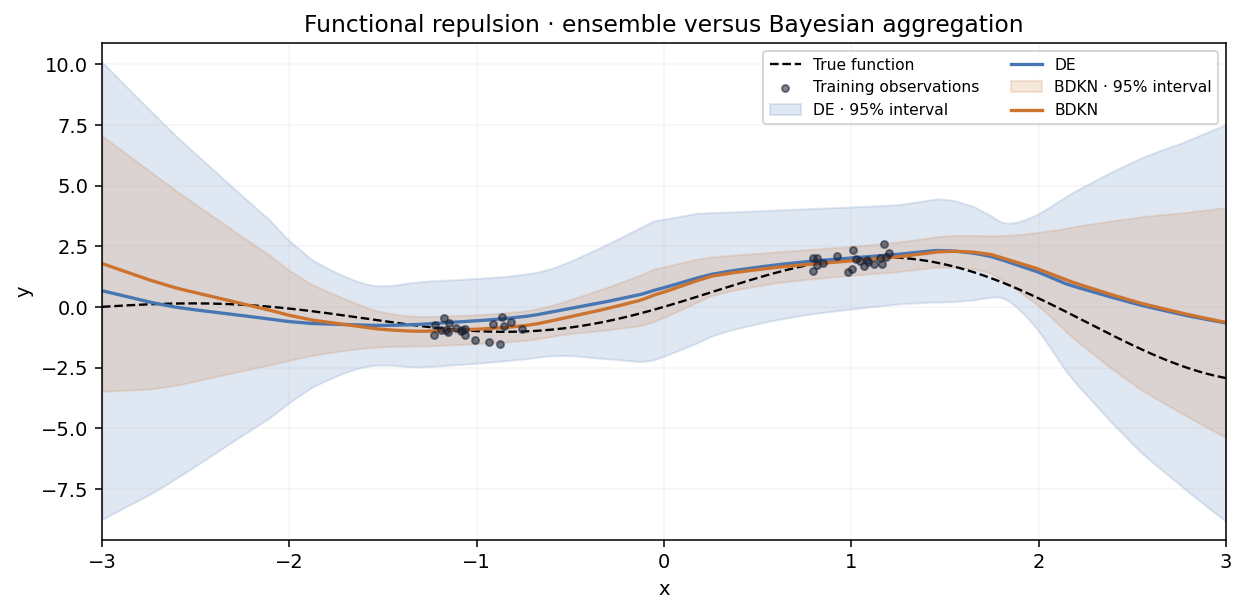 Functional repulsion · ensemble versus Bayesian aggregation
True function
Training observations
DE · 95% interval
DE
BDKN · 95% interval
BDKN
y
10.0
7.5
5.0
2.5
0.0
−2.5
−5.0
−7.5
−3
−2
−1
0
1
2
3
x